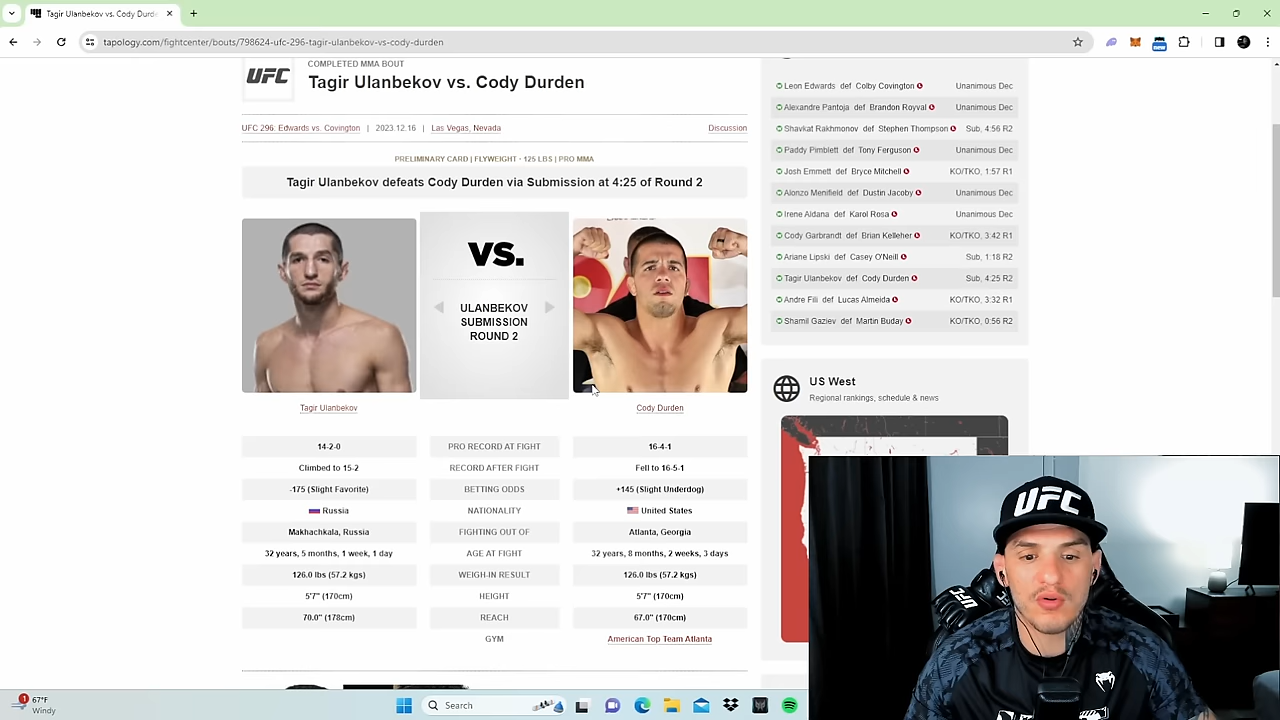 Tagir Ulanbekov vs. Cody Durde
tapology.com/fightcenter/bouts/798624-ufc-296-tagir-ulanbekov-vs-cody-durden
new
UFC
COMPLETED MMA BOUT
Tagir Ulanbekov vs. Cody Durden
UFC 296: Edwards vs. Covington | 2023.12.16 | Las Vegas, Nevada
Discussion
PRELIMINARY CARD | FLYWEIGHT · 125 LBS | PRO MMA
Tagir Ulanbekov defeats Cody Durden via Submission at 4:25 of Round 2
VS.
ULANBEKOV
SUBMISSION
ROUND 2
Tagir Ulanbekov
Cody Durden
14-2-0 PRO RECORD AT FIGHT 16-4-1
Climbed to 15-2 RECORD AFTER FIGHT Fell to 16-5-1
-175 (Slight Favorite) BETTING ODDS +145 (Slight Underdog)
Russia NATIONALITY United States
Makhachkala, Russia FIGHTING OUT OF Atlanta, Georgia
32 years, 5 months, 1 week, 1 day AGE AT FIGHT 32 years, 8 months, 2 weeks, 3 days
126.0 lbs (57.2 kgs) WEIGH-IN RESULT 126.0 lbs (57.2 kgs)
5'7" (170cm) HEIGHT 5'7" (170cm)
70.0" (178cm) REACH 67.0" (170cm)
GYM American Top Team Atlanta
Leon Edwards def Colby Covington Unanimous Dec
Alexandre Pantoja def Brandon Royval Unanimous Dec
Shavkat Rakhmonov def Stephen Thompson Sub, 4:56 R2
Paddy Pimblett def Tony Ferguson Unanimous Dec
Josh Emmett def Bryce Mitchell KO/TKO, 1:57 R1
Alonzo Menifield def Dustin Jacoby Unanimous Dec
Irene Aldana def Karol Rosa Unanimous Dec
Cody Garbrandt def Brian Kelleher KO/TKO, 3:42 R1
Ariane Lipski def Casey O'Neill Sub, 1:18 R2
Tagir Ulanbekov def Cody Durden Sub, 4:25 R2
Andre Fili def Lucas Almeida KO/TKO, 3:32 R1
Shamil Gaziev def Martin Buday KO/TKO, 0:56 R2
US West
Regional rankings, schedule & news
UFC
UFC
1
67°F
Windy
Search